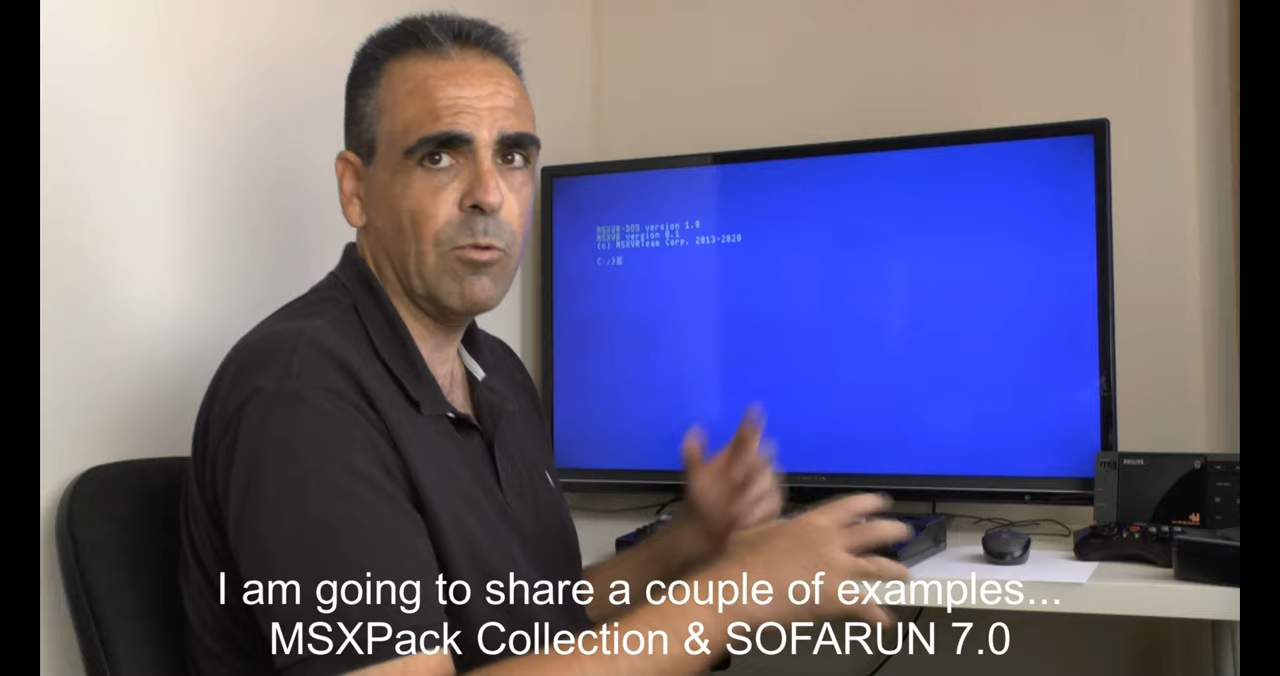 MSXVR-DOS version 1.0
MSXVR version 0.1
(c) MSXVRTeam Corp. 2013-2020
C:/>
PHILIPS
I am going to share a couple of examples...
MSXPack Collection & SOFARUN 7.0